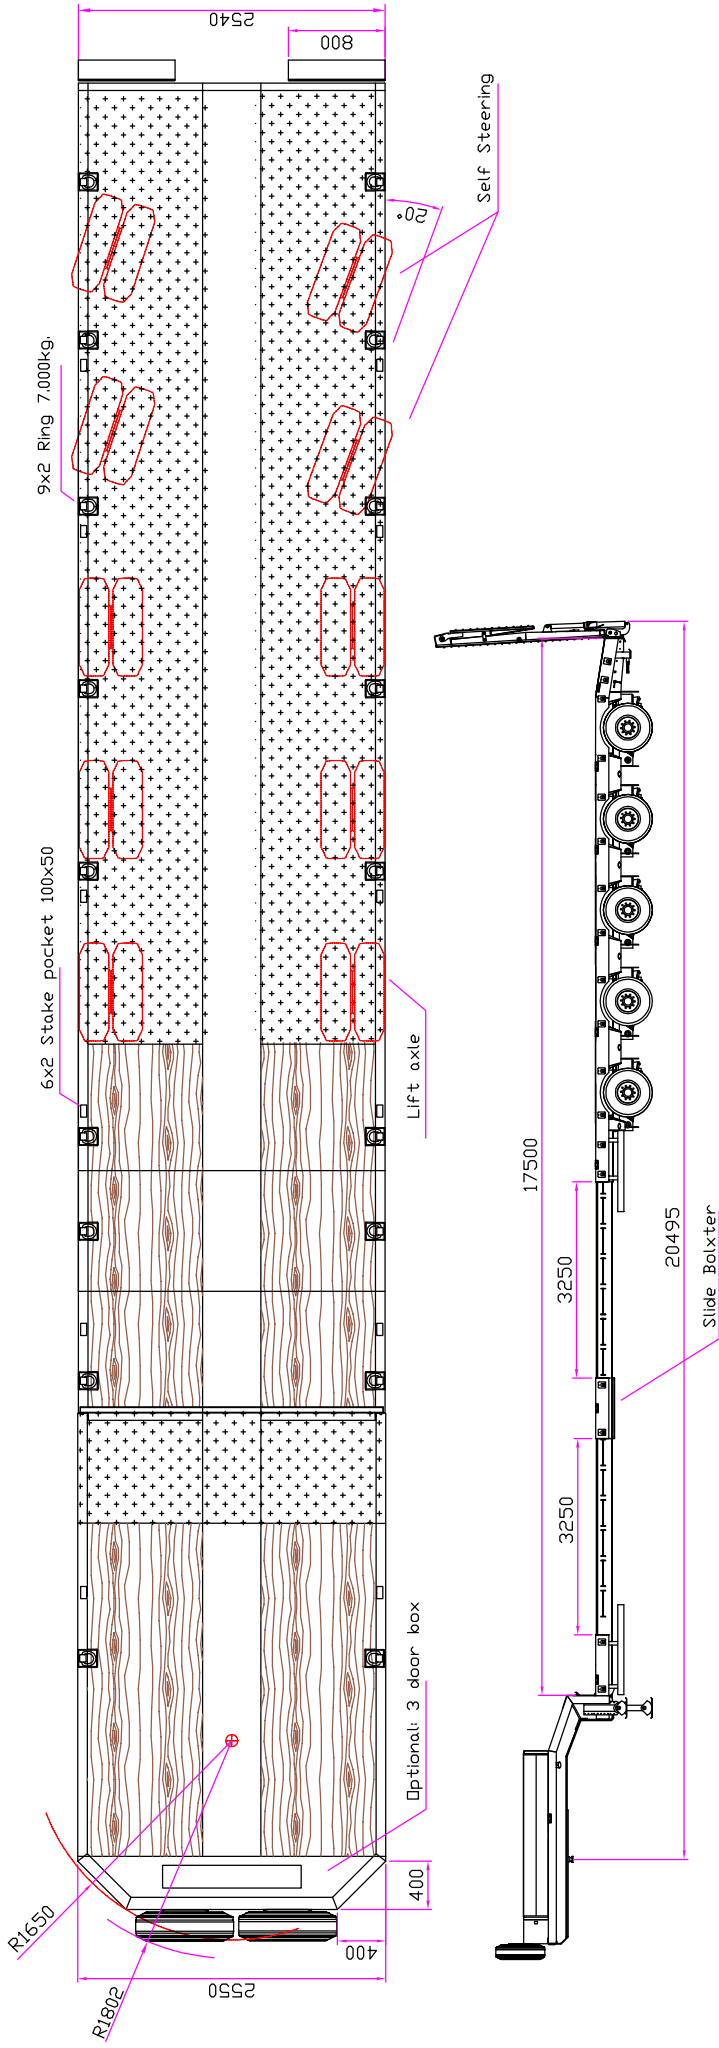 2540
800
Self Steering
20°
9x2 Ring 7.000kg.
6x2 Stake pocket 100x50
Lift axle
17500
3250
20495
Slide Bolxter
3250
Optional: 3 door box
R1650
400
400
2550
R1802